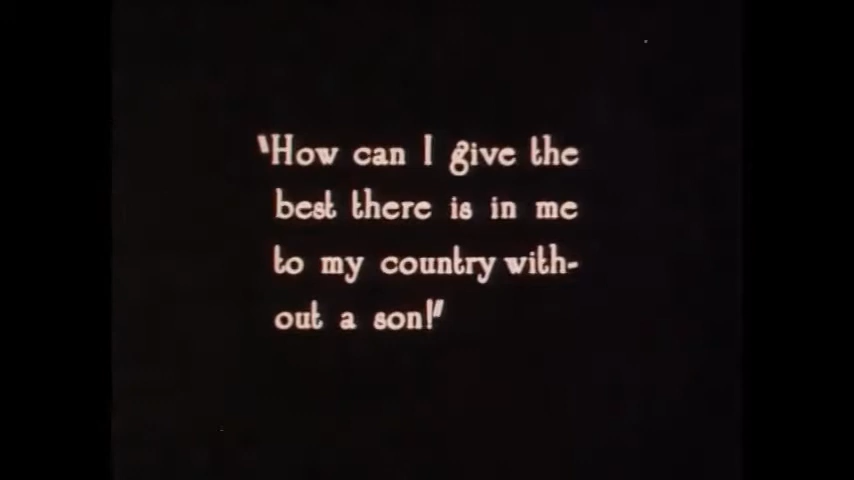 "How can I give the
best there is in me
to my country with-
out a son!"